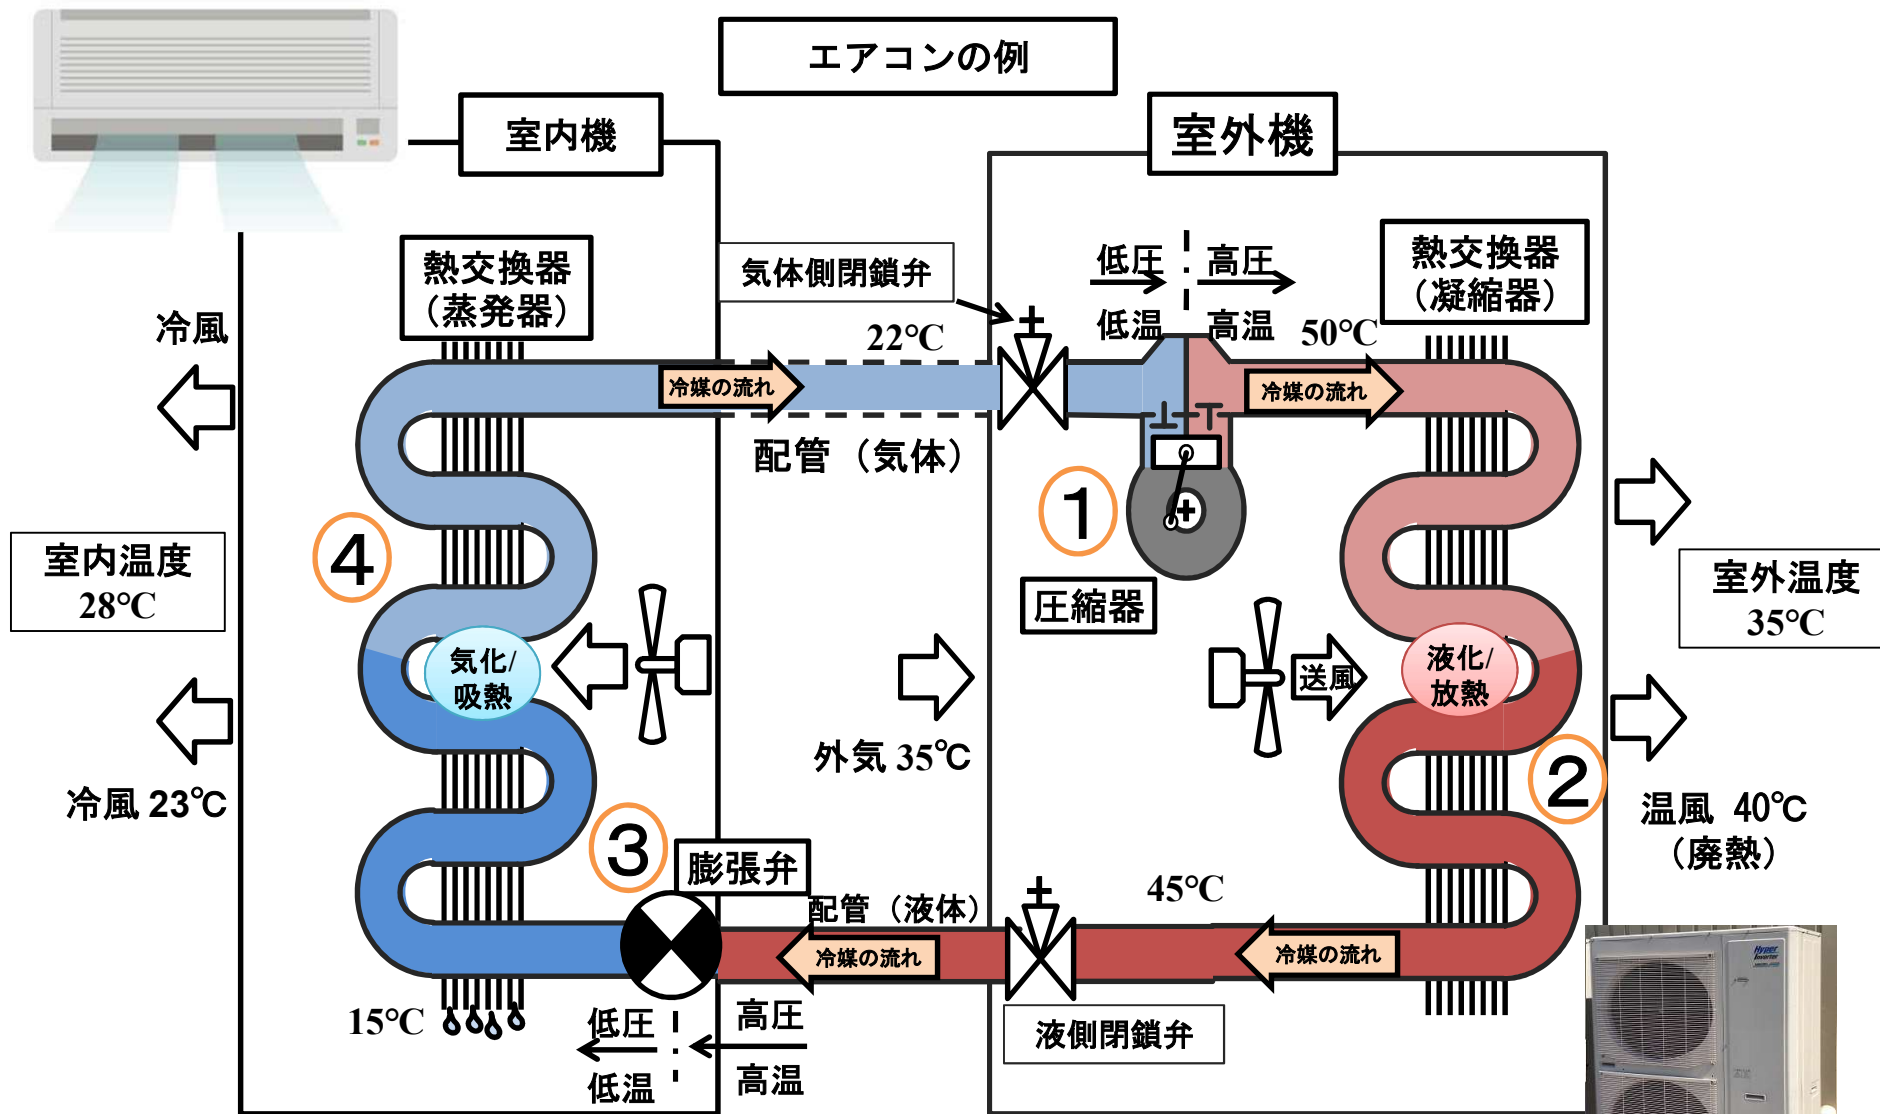 エアコンの例
室内機
室外機
熱交換器
（蒸発器）
気体側閉鎖弁
低圧
高圧
低温
高温
熱交換器
（凝縮器）
冷風
22℃
50℃
冷媒の流れ
冷媒の流れ
配管（気体）
①
④
室内温度
28℃
圧縮器
室外温度
35℃
気化/
吸熱
送風
液化/
放熱
外気 35℃
②
冷風 23℃
温風 40℃
（廃熱）
③
膨張弁
配管（液体）
45℃
冷媒の流れ
冷媒の流れ
15℃
低圧
高圧
低温
高温
液側閉鎖弁
Hyper
Inverter